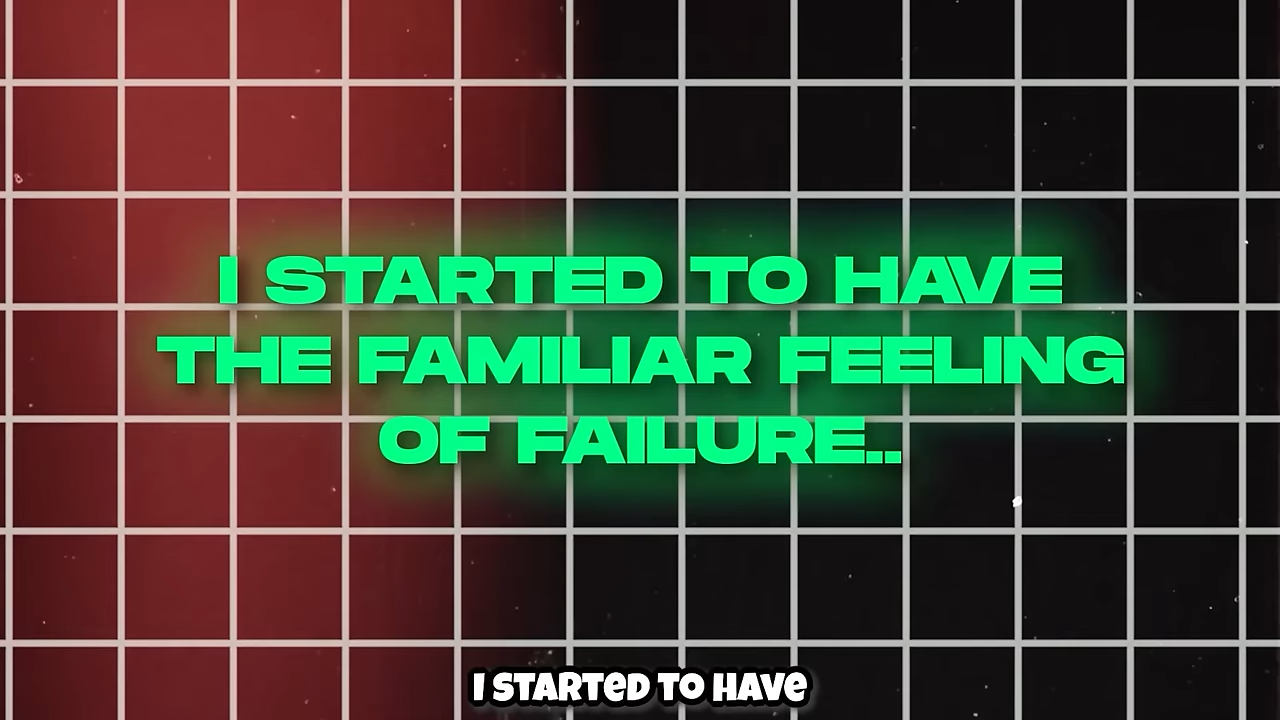 I STARTED TO HAVE
THE FAMILIAR FEELING
OF FAILURE..
I STARTED TO HAVE